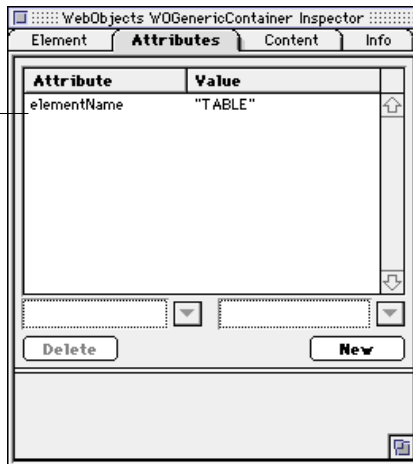 WebObjects WOGenericContainer Inspector
Element Attributes Content Info
Attribute Value
elementName "TABLE"
Delete New